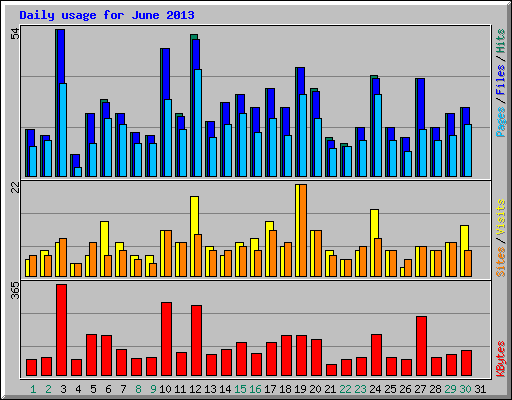 Daily usage for June 2013
54
22
365
Pages / Files / Hits
Sites / Visits
KBytes
1 2 3 4 5 6 7 8 9 10 11 12 13 14 15 16 17 18 19 20 21 22 23 24 25 26 27 28 29 30 31